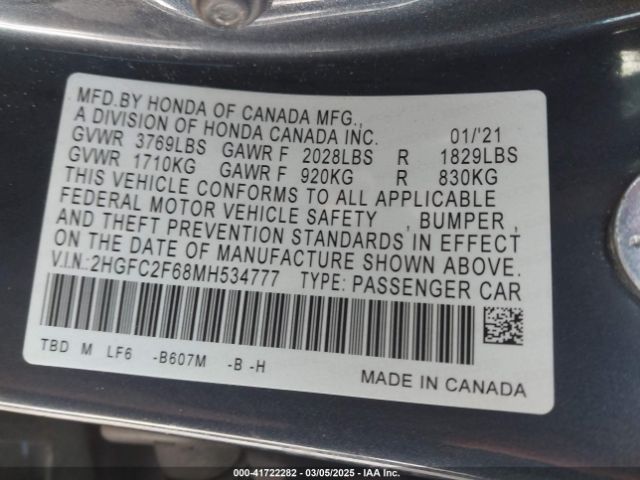 MFD.BY HONDA OF CANADA MFG.,
A DIVISION OF HONDA CANADA INC. 01/'21
GVWR 3769LBS GAWR F 2028LBS R 1829LBS
GVWR 1710KG GAWR F 920KG R 830KG
THIS VEHICLE CONFORMS TO ALL APPLICABLE
FEDERAL MOTOR VEHICLE SAFETY , BUMPER ,
AND THEFT PREVENTION STANDARDS IN EFFECT
ON THE DATE OF MANUFACTURE SHOWN ABOVE.
V.I.N.:2HGFC2F68MH534777 TYPE: PASSENGER CAR
TBD M LF6 -B607M -B -H
MADE IN CANADA
000-41722282 - 03/05/2025 - IAA Inc.